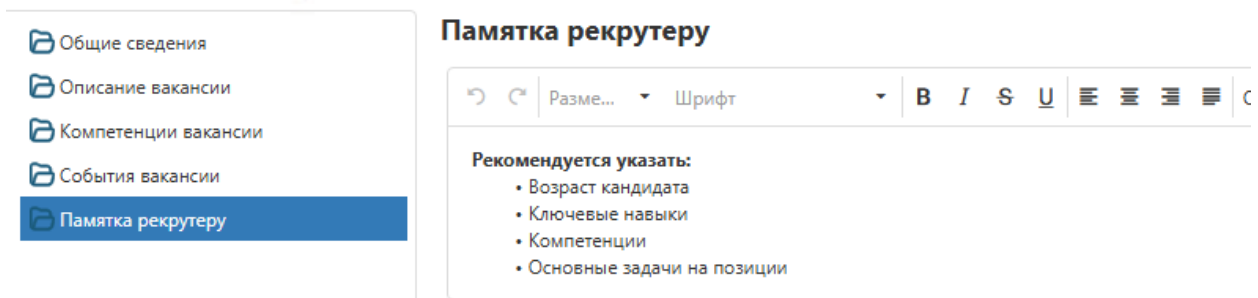 Общие сведения
Описание вакансии
Компетенции вакансии
События вакансии
Памятка рекрутеру
Памятка рекрутеру
Разме... Шрифт B I S U
Рекомендуется указать:
• Возраст кандидата
• Ключевые навыки
• Компетенции
• Основные задачи на позиции